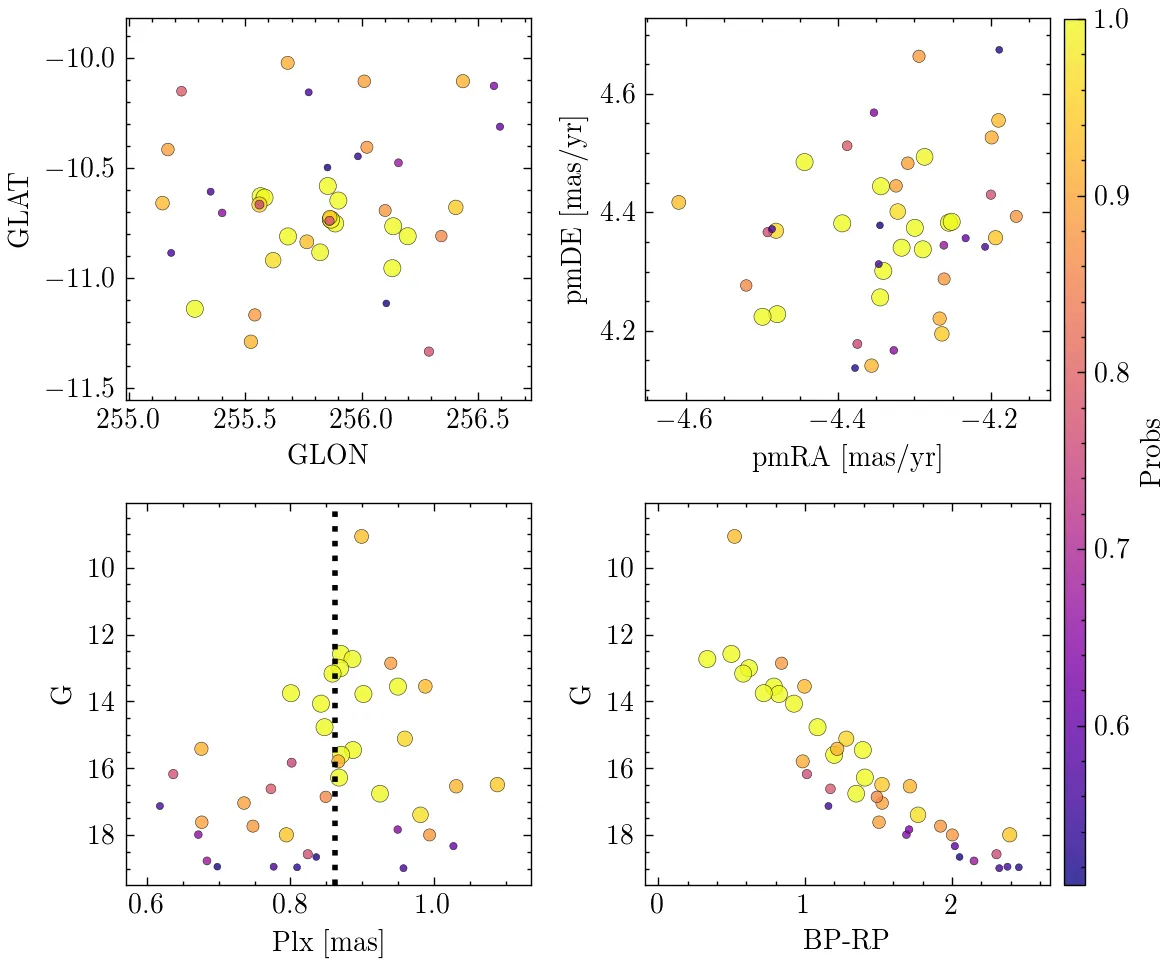 −10.0
−10.5
−11.0
−11.5
GLAT
255.0 255.5 256.0 256.5
GLON
4.6
4.4
4.2
pmDE [mas/yr]
−4.6 −4.4 −4.2
pmRA [mas/yr]
10
12
14
16
18
G
0.6 0.8 1.0
Plx [mas]
10
12
14
16
18
G
0 1 2
BP-RP
1.0
0.9
0.8
0.7
0.6
Probs